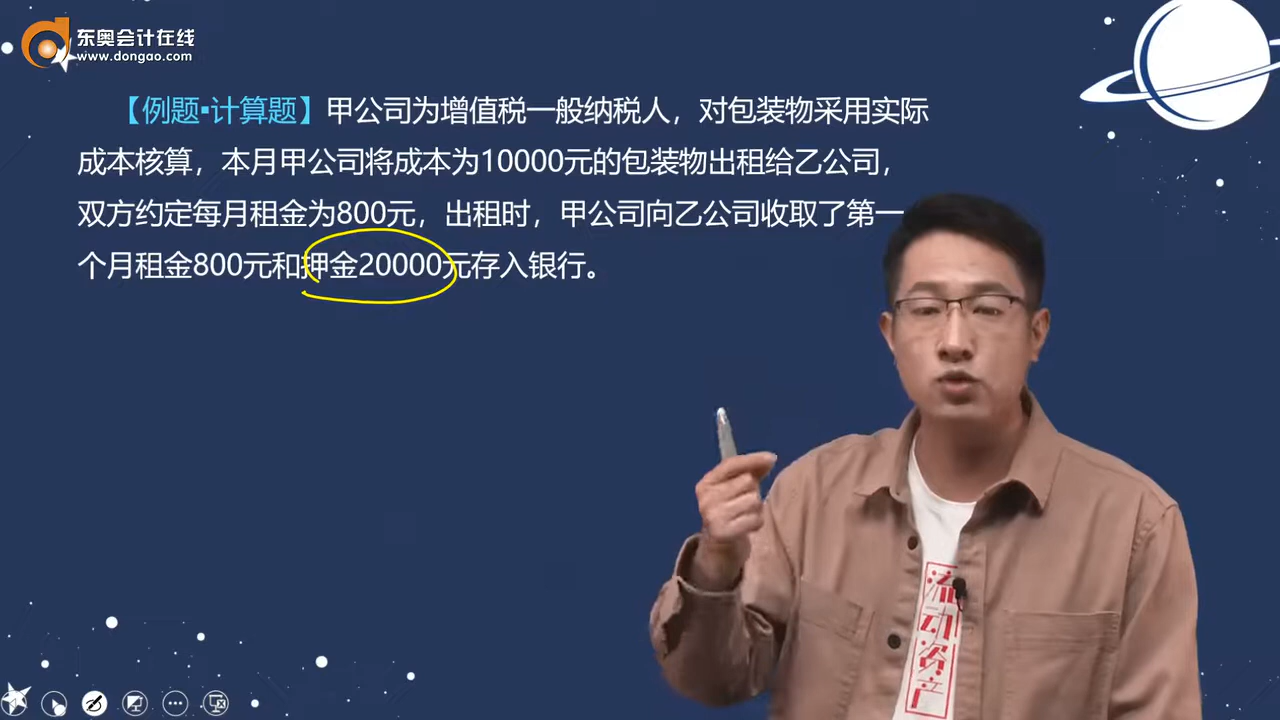 东奥会计在线
www.dongao.com
【例题▪计算题】甲公司为增值税一般纳税人，对包装物采用实际
成本核算，本月甲公司将成本为10000元的包装物出租给乙公司，
双方约定每月租金为800元，出租时，甲公司向乙公司收取了第一
个月租金800元和押金20000元存入银行。
流动资产